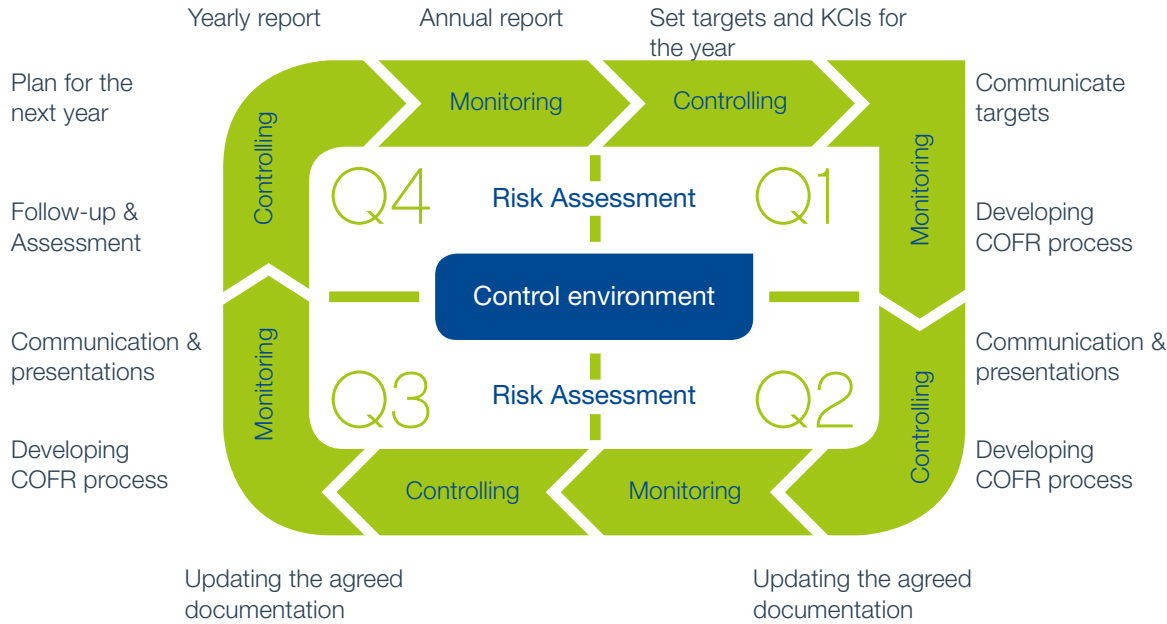 Yearly report
Annual report
Set targets and KCIs for
the year
Plan for the
next year
Monitoring
Controlling
Communicate
targets
Controlling
Q4
Risk Assessment
Q1
Monitoring
Follow-up &
Assessment
Developing
COFR process
Control environment
Communication &
presentations
Monitoring
Q3
Risk Assessment
Q2
Controlling
Communication &
presentations
Developing
COFR process
Controlling
Monitoring
Developing
COFR process
Updating the agreed
documentation
Updating the agreed
documentation